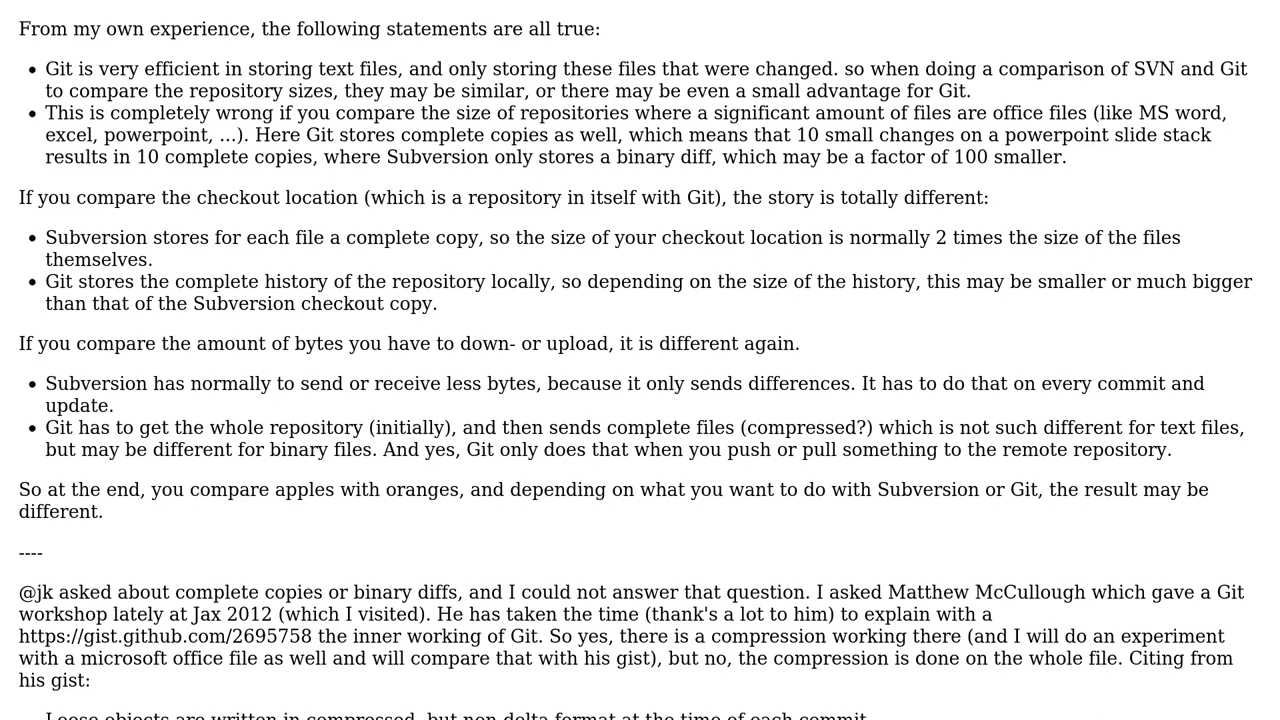 From my own experience, the following statements are all true:
• Git is very efficient in storing text files, and only storing these files that were changed. so when doing a comparison of SVN and Git
to compare the repository sizes, they may be similar, or there may be even a small advantage for Git.
• This is completely wrong if you compare the size of repositories where a significant amount of files are office files (like MS word,
excel, powerpoint, ...). Here Git stores complete copies as well, which means that 10 small changes on a powerpoint slide stack
results in 10 complete copies, where Subversion only stores a binary diff, which may be a factor of 100 smaller.
If you compare the checkout location (which is a repository in itself with Git), the story is totally different:
• Subversion stores for each file a complete copy, so the size of your checkout location is normally 2 times the size of the files
themselves.
• Git stores the complete history of the repository locally, so depending on the size of the history, this may be smaller or much bigger
than that of the Subversion checkout copy.
If you compare the amount of bytes you have to down- or upload, it is different again.
• Subversion has normally to send or receive less bytes, because it only sends differences. It has to do that on every commit and
update.
• Git has to get the whole repository (initially), and then sends complete files (compressed?) which is not such different for text files,
but may be different for binary files. And yes, Git only does that when you push or pull something to the remote repository.
So at the end, you compare apples with oranges, and depending on what you want to do with Subversion or Git, the result may be
different.
----
@jk asked about complete copies or binary diffs, and I could not answer that question. I asked Matthew McCullough which gave a Git
workshop lately at Jax 2012 (which I visited). He has taken the time (thank's a lot to him) to explain with a
https://gist.github.com/2695758 the inner working of Git. So yes, there is a compression working there (and I will do an experiment
with a microsoft office file as well and will compare that with his gist), but no, the compression is done on the whole file. Citing from
his gist:
Loose objects are written in compressed, but non-delta format at the time of each commit.